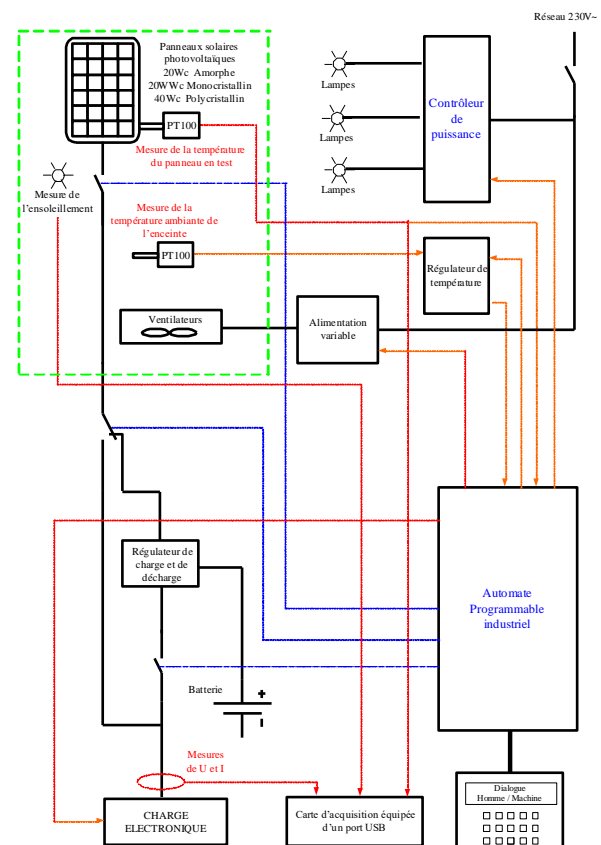 Réseau 230V~
Panneaux solaires
photovoltaïques
20Wc Amorphe
20WWc Monocristallin
40Wc Polycristallin
PT100
Mesure de la température
du panneau en test
Lampes
Lampes
Lampes
Contrôleur
de
puissance
Mesure de
l'ensoleillement
Mesure de la
température ambiante de
l'enceinte
PT100
Régulateur de
température
Ventilateurs
Alimentation
variable
Régulateur de
charge et de
décharge
Automate
Programmable
industriel
Batterie
+
-
Mesures
de U et I
CHARGE
ELECTRONIQUE
Carte d'acquisition équipée
d'un port USB
Dialogue
Homme / Machine